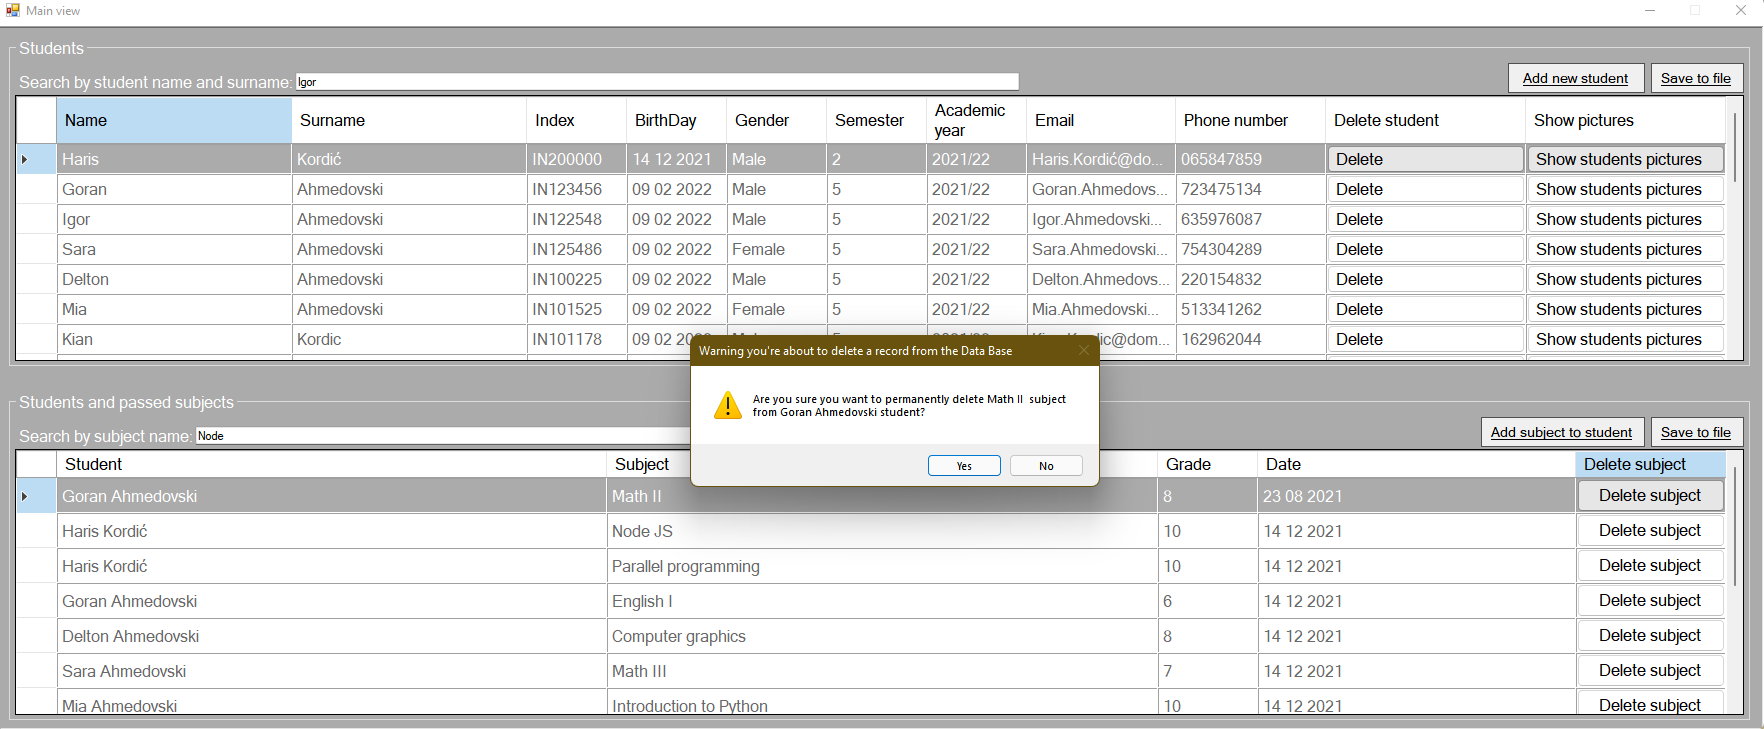 Main view
Students
Search by student name and surname: Igor
Add new student Save to file
Name Surname Index BirthDay Gender Semester Academic year Email Phone number Delete student Show pictures
Haris Kordić IN200000 14 12 2021 Male 2 2021/22 Haris.Kordić@do... 065847859 Delete Show students pictures
Goran Ahmedovski IN123456 09 02 2022 Male 5 2021/22 Goran.Ahmedovs... 723475134 Delete Show students pictures
Igor Ahmedovski IN122548 09 02 2022 Male 5 2021/22 Igor.Ahmedovski... 635976087 Delete Show students pictures
Sara Ahmedovski IN125486 09 02 2022 Female 5 2021/22 Sara.Ahmedovski... 754304289 Delete Show students pictures
Delton Ahmedovski IN100225 09 02 2022 Male 5 2021/22 Delton.Ahmedovs... 220154832 Delete Show students pictures
Mia Ahmedovski IN101525 09 02 2022 Female 5 2021/22 Mia.Ahmedovski... 513341262 Delete Show students pictures
Kian Kordic IN101178 09 02 162962044 Delete Show students pictures
Warning you're about to delete a record from the Data Base
Are you sure you want to permanently delete Math II subject
from Goran Ahmedovski student?
Yes No
Students and passed subjects
Search by subject name: Node
Add subject to student Save to file
Student Subject Grade Date Delete subject
Goran Ahmedovski Math II 8 23 08 2021 Delete subject
Haris Kordić Node JS 10 14 12 2021 Delete subject
Haris Kordić Parallel programming 10 14 12 2021 Delete subject
Goran Ahmedovski English I 6 14 12 2021 Delete subject
Delton Ahmedovski Computer graphics 8 14 12 2021 Delete subject
Sara Ahmedovski Math III 7 14 12 2021 Delete subject
Mia Ahmedovski Introduction to Python 10 14 12 2021 Delete subject